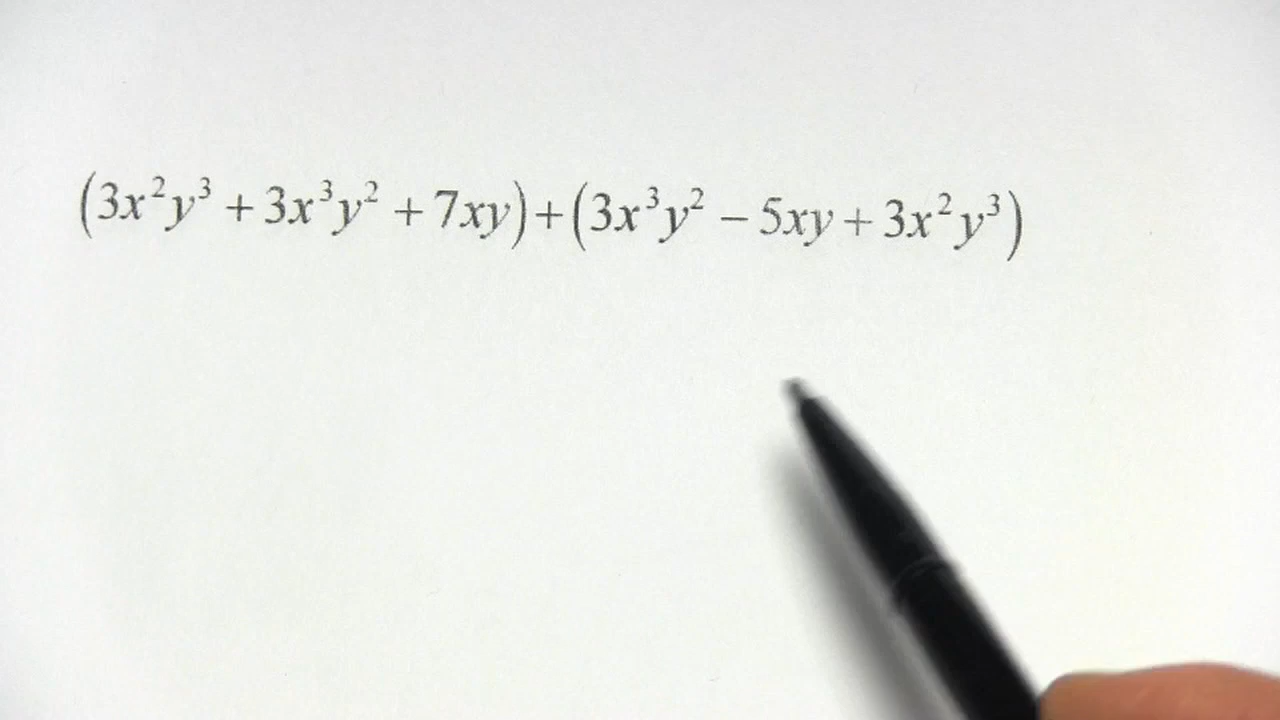 (3x²y³ + 3x³y² + 7xy) + (3x³y² − 5xy + 3x²y³)